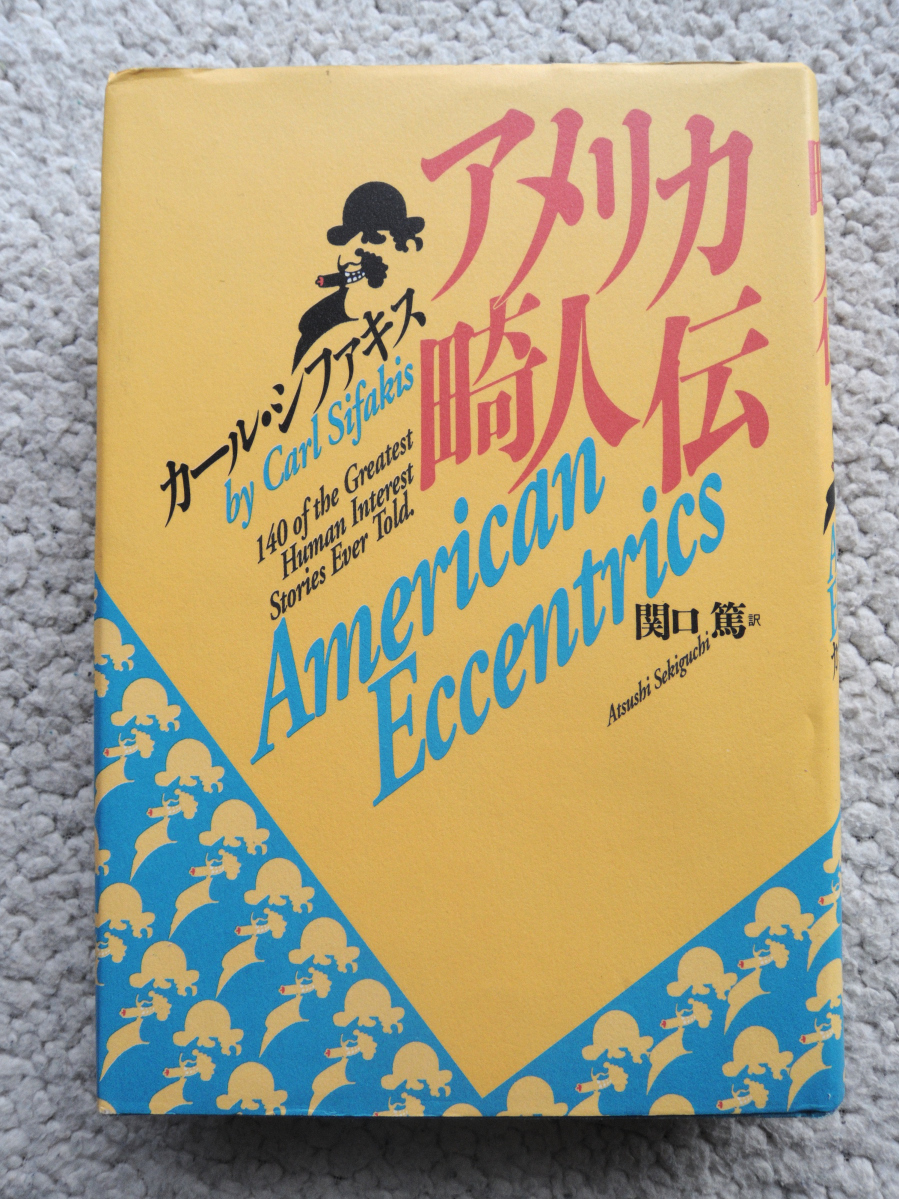 アメリカ
畸人伝
カール・シファキス
by Carl Sifakis
140 of the Greatest
Human Interest
Stories Ever Told.
American
Eccentrics
関口 篤 訳
Atsushi Sekiguchi